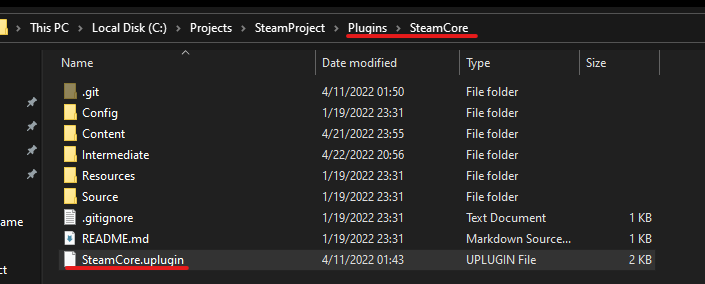 This PC > Local Disk (C:) > Projects > SteamProject > Plugins > SteamCore
Name Date modified Type Size
.git 4/11/2022 01:50 File folder
Config 1/19/2022 23:31 File folder
Content 4/21/2022 23:55 File folder
Intermediate 4/22/2022 20:56 File folder
Resources 1/19/2022 23:31 File folder
Source 1/19/2022 23:31 File folder
.gitignore 1/19/2022 23:31 Text Document 1 KB
ame
README.md 1/19/2022 23:31 Markdown Source... 1 KB
SteamCore.uplugin 4/11/2022 01:43 UPLUGIN File 2 KB
ct